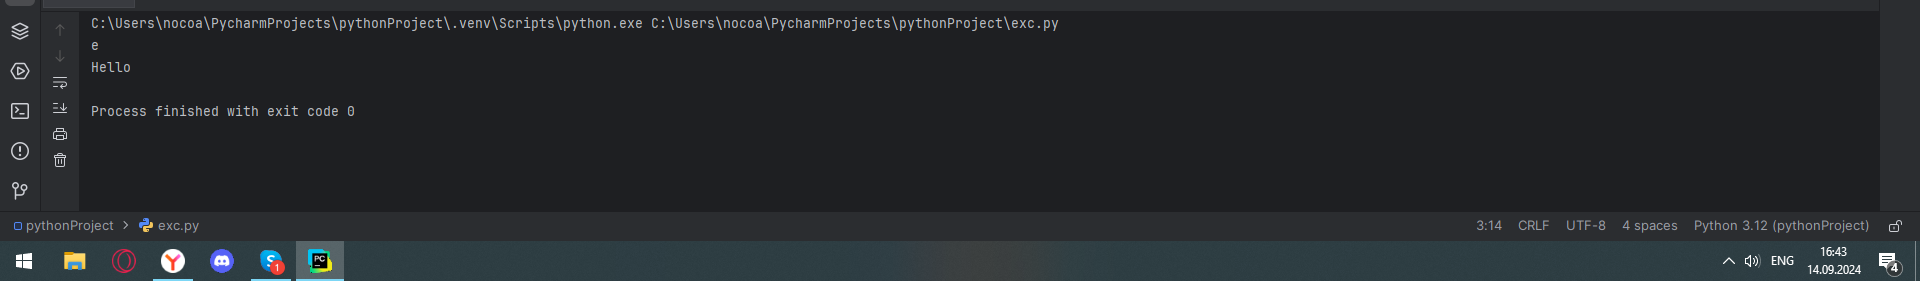 C:\Users\nocoa\PycharmProjects\pythonProject\.venv\Scripts\python.exe C:\Users\nocoa\PycharmProjects\pythonProject\exc.py
e
Hello
Process finished with exit code 0
pythonProject > exc.py 3:14 CRLF UTF-8 4 spaces Python 3.12 (pythonProject)
Y S 1 PC ENG 16:43 4
14.09.2024